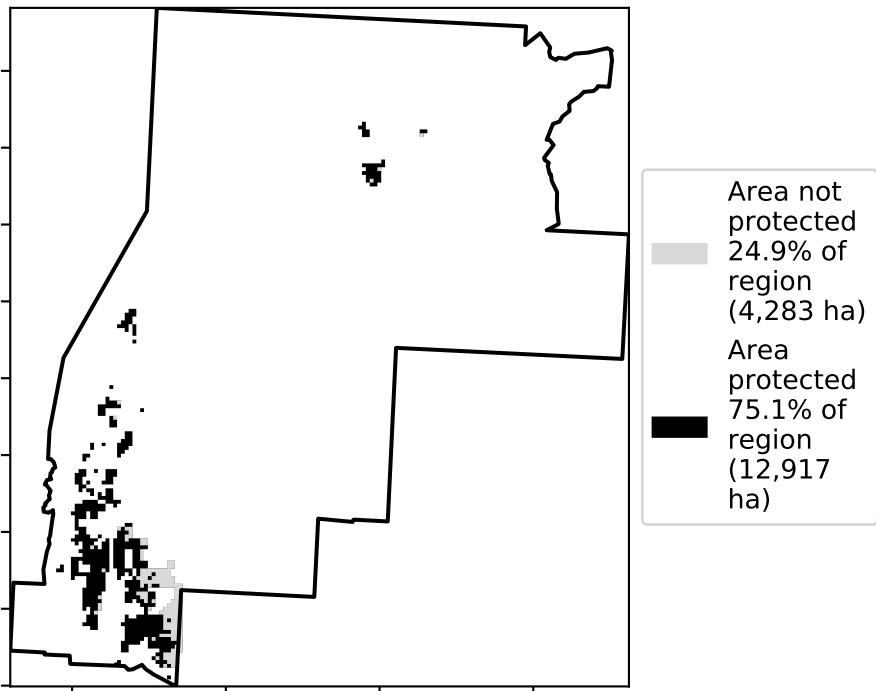 Area not
protected
24.9% of
region
(4,283 ha)
Area
protected
75.1% of
region
(12,917
ha)